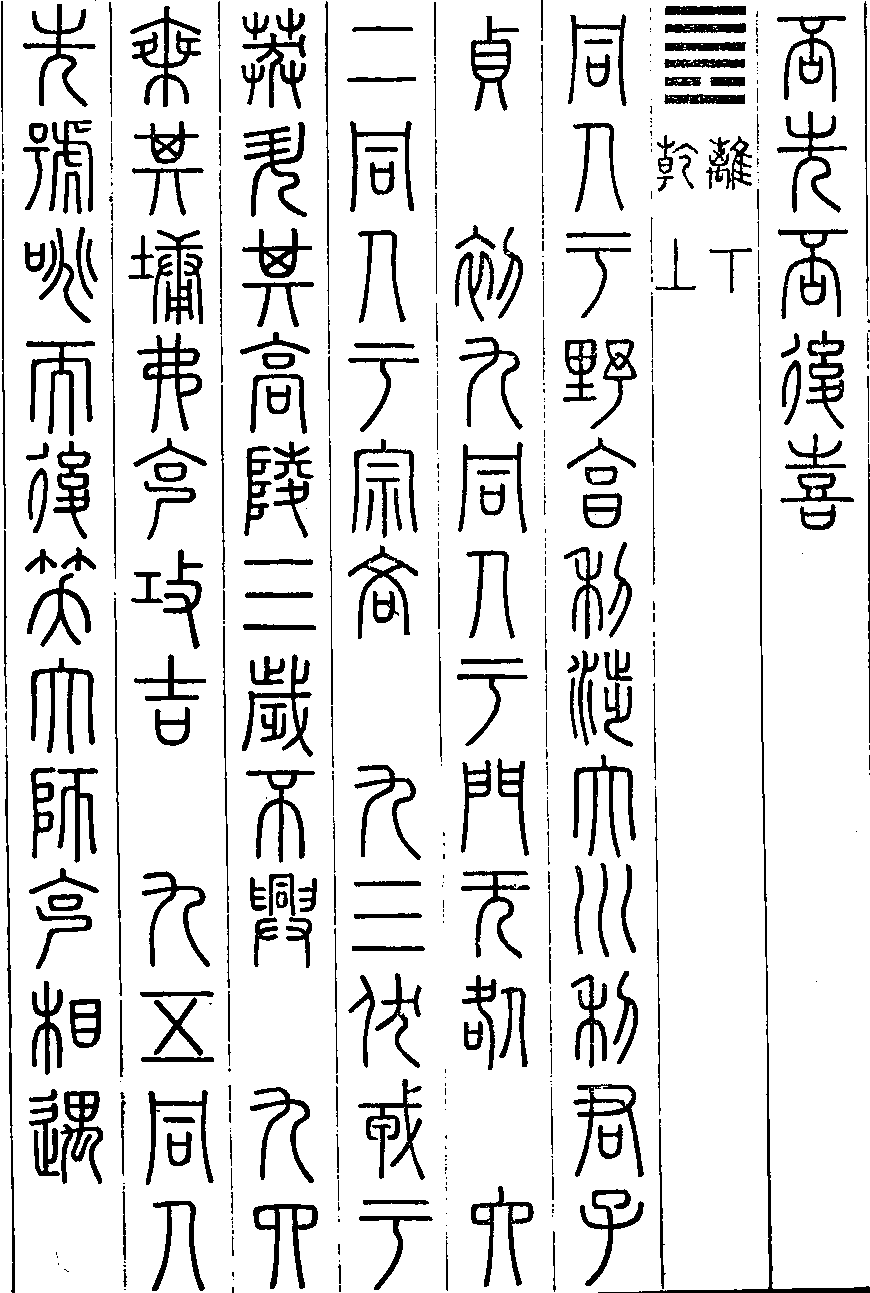 否先否後喜
離下
乾上
同人于野亨利涉大川利君子
貞　初九同人于門无咎　六
二同人于宗吝　九三伏戎于
莽升其高陵三歲不興　九四
乘其墉弗克攻吉　九五同人
先號咷而後笑大師克相遇